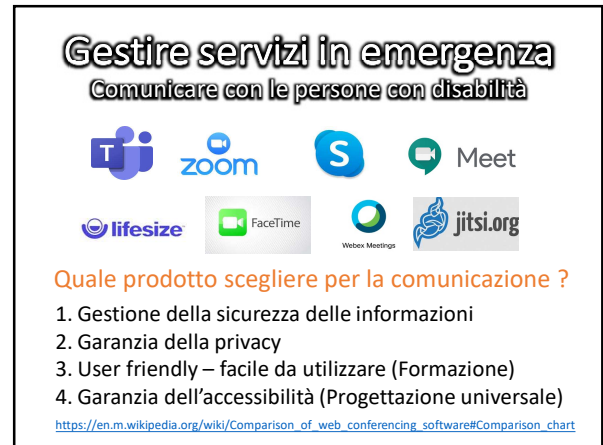 Gestire servizi in emergenza
Comunicare con le persone con disabilità
T zoom S Meet
lifesize FaceTime Webex Meetings jitsi.org
Quale prodotto scegliere per la comunicazione ?
1. Gestione della sicurezza delle informazioni
2. Garanzia della privacy
3. User friendly – facile da utilizzare (Formazione)
4. Garanzia dell’accessibilità (Progettazione universale)
https://en.m.wikipedia.org/wiki/Comparison_of_web_conferencing_software#Comparison_chart